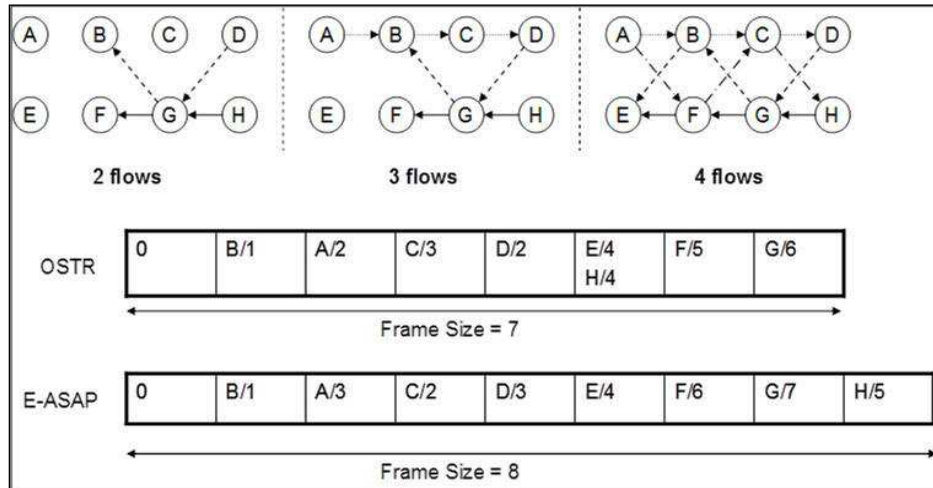 A B C D A B C D A B C D
E F G H E F G H E F G H
2 flows 3 flows 4 flows
OSTR 0 B/1 A/2 C/3 D/2 E/4 F/5 G/6
H/4
Frame Size = 7
E-ASAP 0 B/1 A/3 C/2 D/3 E/4 F/6 G/7 H/5
Frame Size = 8